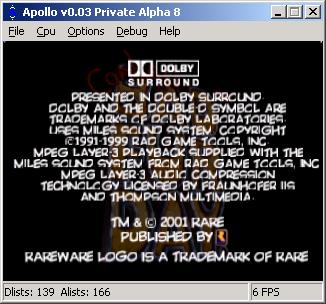 Apollo v0.03 Private Alpha 8
File Cpu Options Debug Help
DOLBY
SURROUND
PRESENTED IN DOLBY SURROUND.
DOLBY AND THE DOUBLE-D SYMBOL ARE
TRADEMARKS OF DOLBY LABORATORIES.
USES MILES SOUND SYSTEM. COPYRIGHT
©1991-1999 RAD GAME TOOLS, INC.
MPEG LAYER-3 PLAYBACK SUPPLIED WITH THE
MILES SOUND SYSTEM FROM RAD GAME TOOLS, INC.
MPEG LAYER-3 AUDIO COMPRESSION
TECHNOLOGY LICENSED BY FRAUNHOFER IIS
AND THOMPSON MULTIMEDIA.
TM & © 2001 RARE
PUBLISHED BY
RAREWARE LOGO IS A TRADEMARK OF RARE
Dlists: 139 Alists: 166 6 FPS